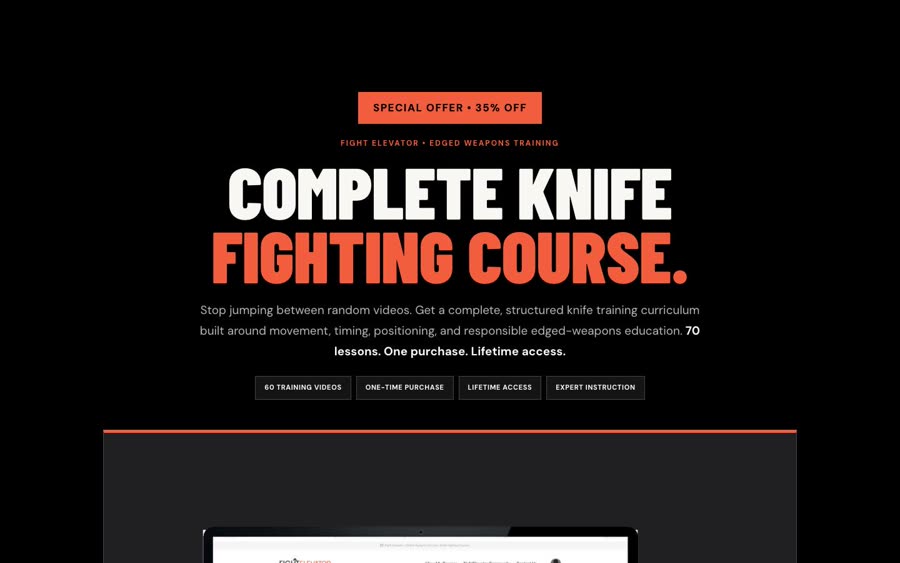 SPECIAL OFFER • 35% OFF
FIGHT ELEVATOR • EDGED WEAPONS TRAINING
COMPLETE KNIFE
FIGHTING COURSE.
Stop jumping between random videos. Get a complete, structured knife training curriculum
built around movement, timing, positioning, and responsible edged-weapons education. 70
lessons. One purchase. Lifetime access.
60 TRAINING VIDEOS
ONE-TIME PURCHASE
LIFETIME ACCESS
EXPERT INSTRUCTION